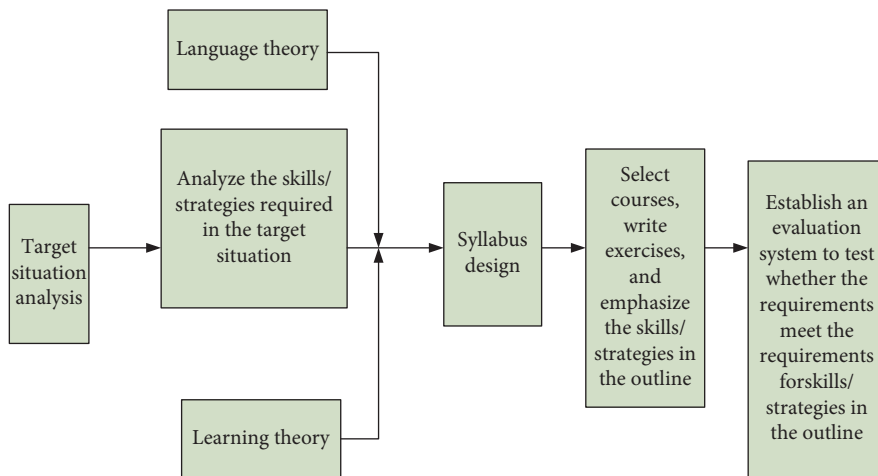 Language theory
Target
situation
analysis
Analyze the skills/
strategies required
in the target
situation
Learning theory
Syllabus
design
Select
courses,
write
exercises,
and
emphasize
the skills/
strategies in
the outline
Establish an
evaluation
system to test
whether the
requirements
meet the
requirements
forskills/
strategies in
the outline